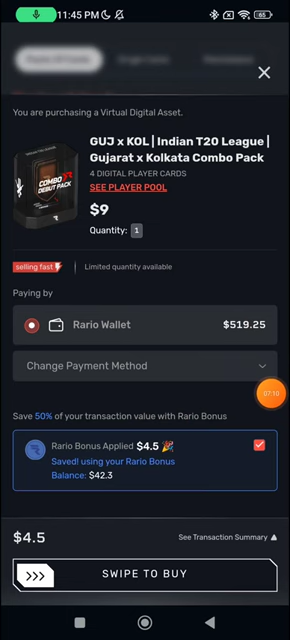 11:45 PM
65
You are purchasing a Virtual Digital Asset.
GUJ x KOL | Indian T20 League |
Gujarat x Kolkata Combo Pack
COMBO
DEBUT PACK
4 DIGITAL PLAYER CARDS
SEE PLAYER POOL
$9
Quantity: 1
selling fast
Limited quantity available
Paying by
Rario Wallet
$519.25
Change Payment Method
07:10
Save 50% of your transaction value with Rario Bonus
Rario Bonus Applied $4.5
Saved! using your Rario Bonus
Balance: $42.3
$4.5
See Transaction Summary
SWIPE TO BUY